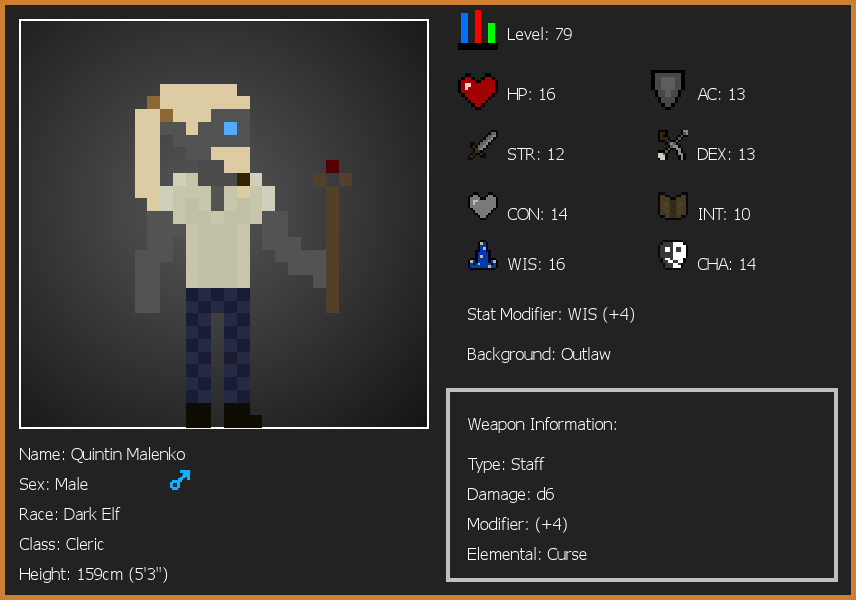 Level: 79
HP: 16
AC: 13
STR: 12
DEX: 13
CON: 14
INT: 10
WIS: 16
CHA: 14
Stat Modifier: WIS (+4)
Background: Outlaw
Weapon Information:
Type: Staff
Damage: d6
Modifier: (+4)
Elemental: Curse
Name: Quintin Malenko
Sex: Male
Race: Dark Elf
Class: Cleric
Height: 159cm (5'3")